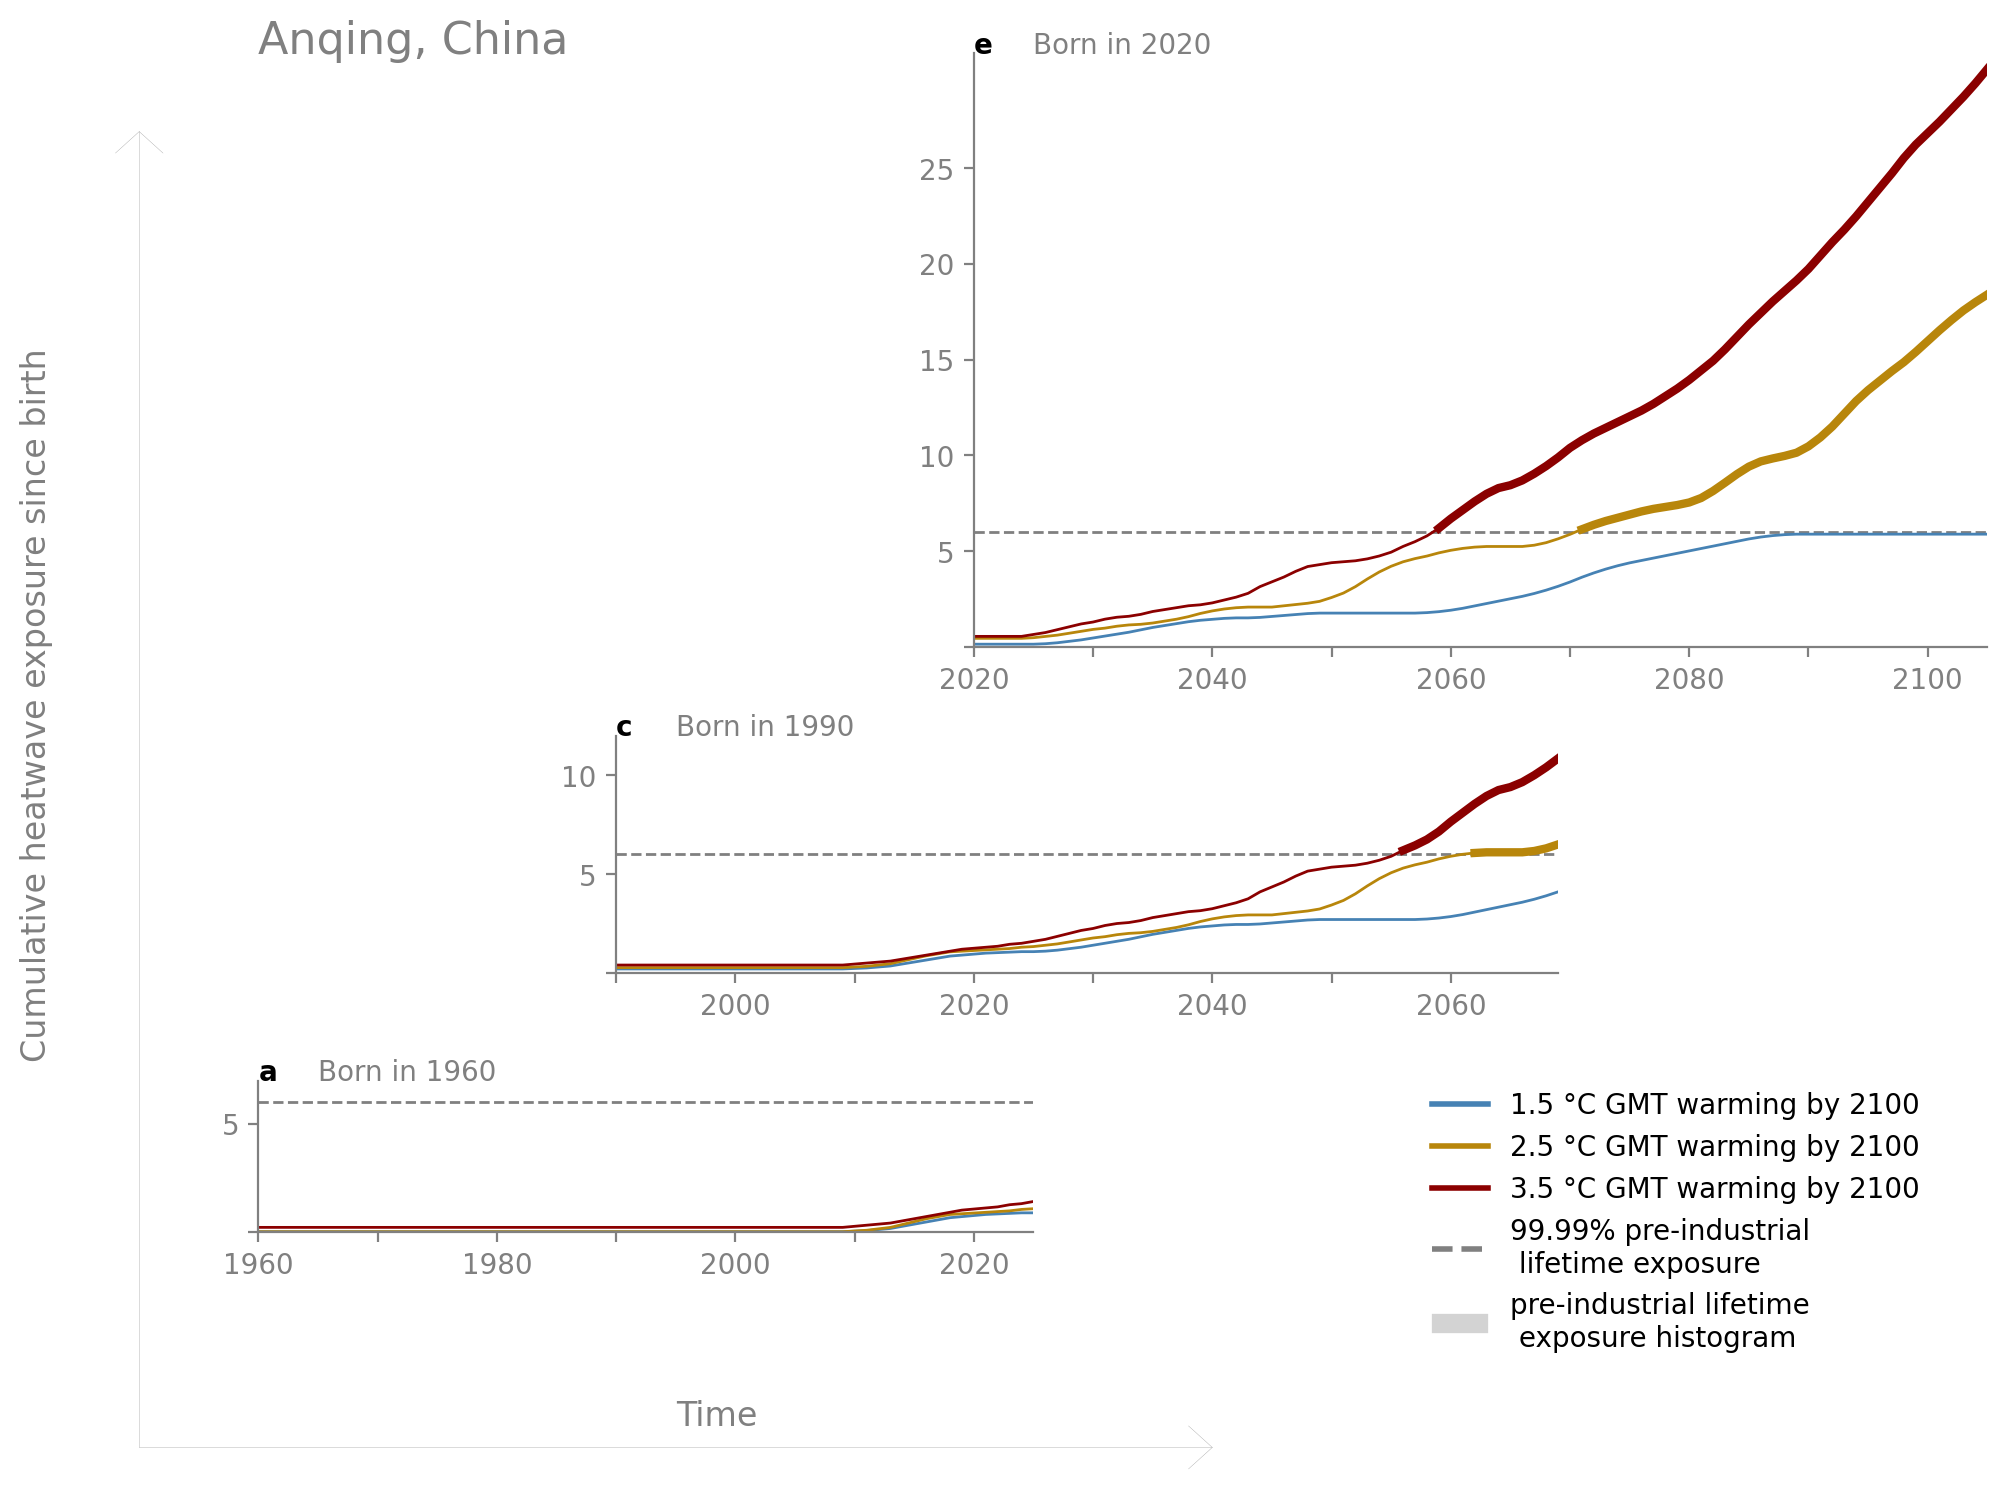 Anqing, China
e Born in 2020
25
20
15
10
5
2020 2040 2060 2080 2100
c Born in 1990
10
5
2000 2020 2040 2060
a Born in 1960
5
1960 1980 2000 2020
1.5 °C GMT warming by 2100
2.5 °C GMT warming by 2100
3.5 °C GMT warming by 2100
99.99% pre-industrial
lifetime exposure
pre-industrial lifetime
exposure histogram
Cumulative heatwave exposure since birth
Time